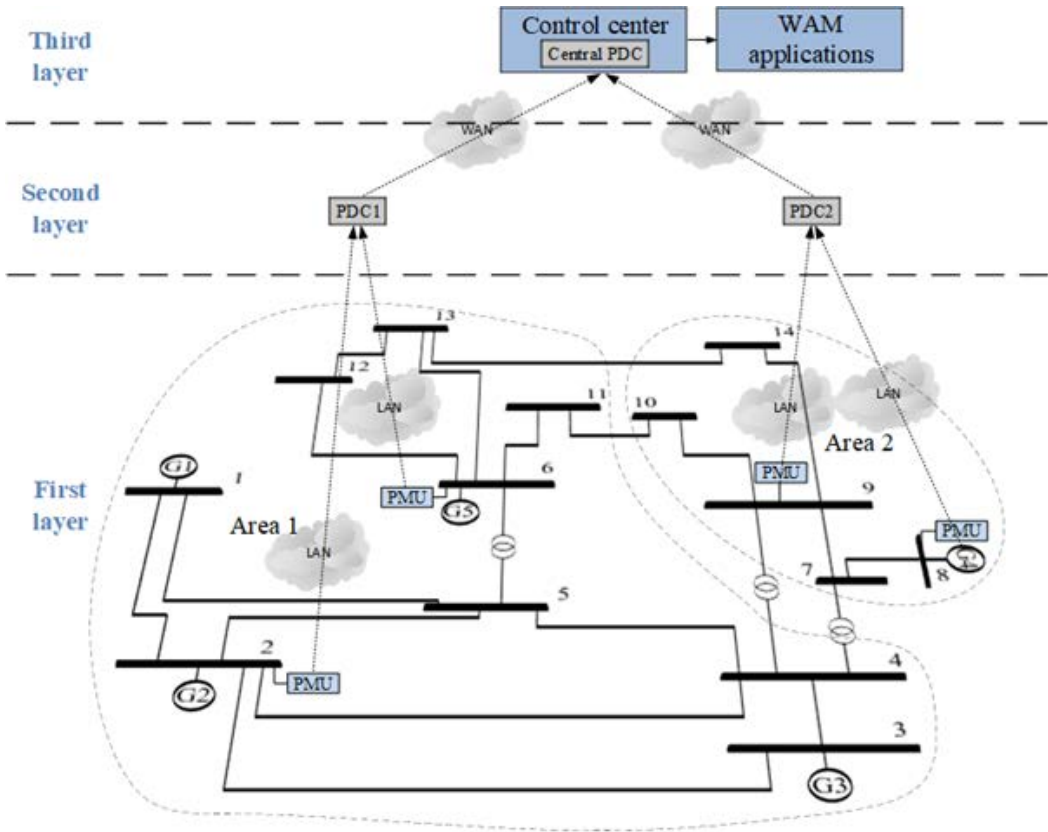 Third
layer
Control center
Central PDC
WAM
applications
WAN
WAN
Second
layer
PDC1
PDC2
13
14
12
LAN
11
10
LAN
LAN
Area 2
First
layer
G1
1
6
PMU
PMU
G5
9
Area 1
LAN
PMU
7
8
5
2
PMU
G2
4
3
G3